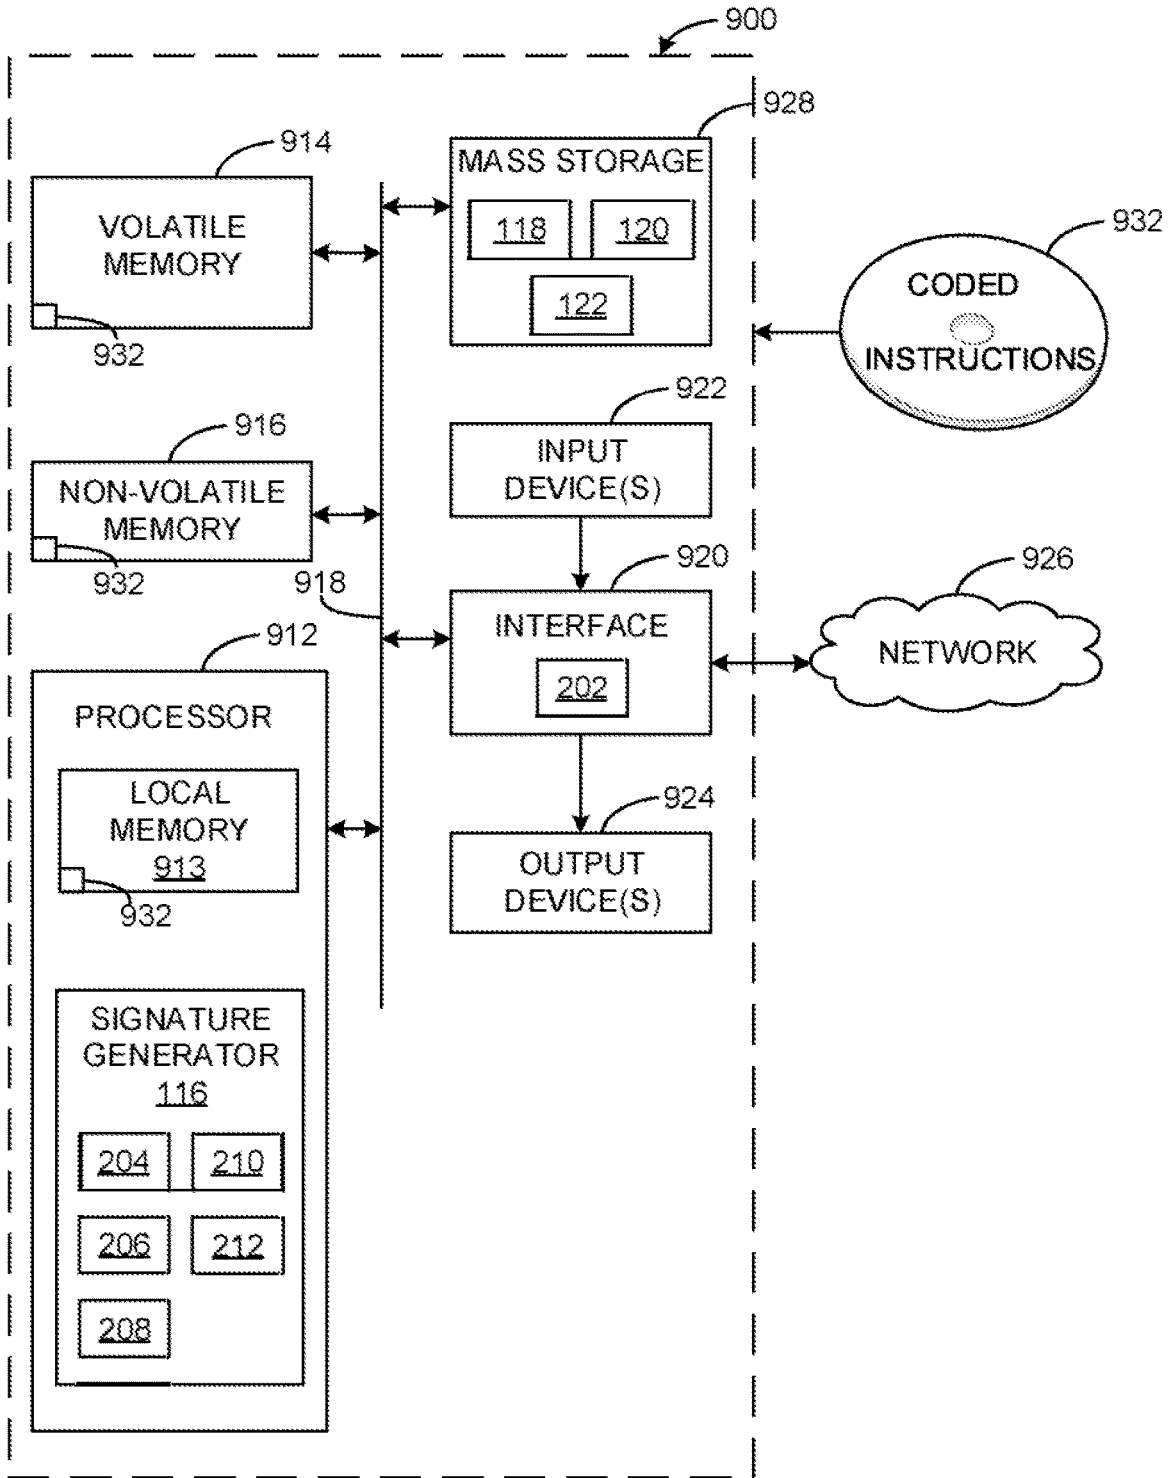 900
928
914
MASS STORAGE
118 120
122
VOLATILE
MEMORY
932
932
CODED
INSTRUCTIONS
922
INPUT
DEVICE(S)
916
NON-VOLATILE
MEMORY
932
918
920
INTERFACE
202
926
NETWORK
912
PROCESSOR
LOCAL
MEMORY
913
932
924
OUTPUT
DEVICE(S)
SIGNATURE
GENERATOR
116
204 210
206 212
208